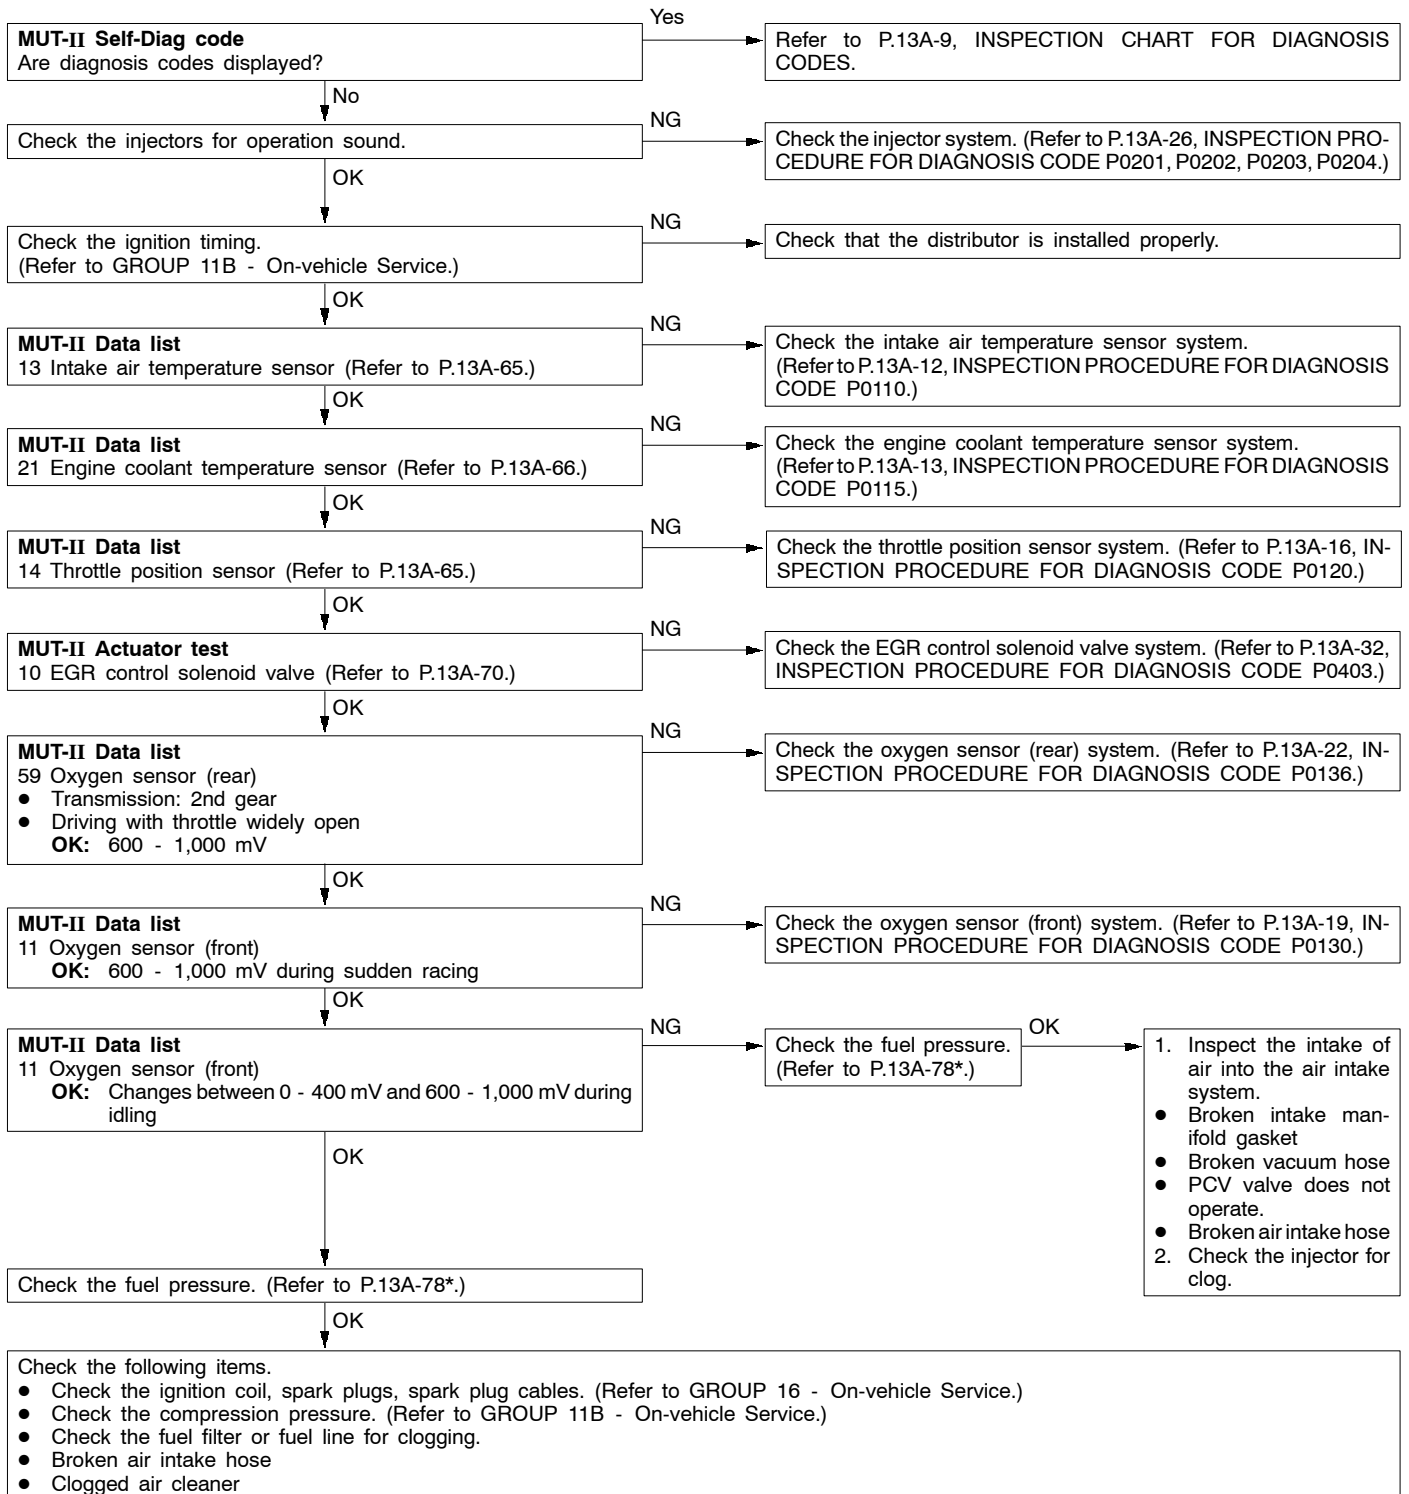 MUT-II Self-Diag code
Are diagnosis codes displayed?
Yes
Refer to P.13A-9, INSPECTION CHART FOR DIAGNOSIS
CODES.
No
Check the injectors for operation sound.
NG
Check the injector system. (Refer to P.13A-26, INSPECTION PRO-
CEDURE FOR DIAGNOSIS CODE P0201, P0202, P0203, P0204.)
OK
Check the ignition timing.
(Refer to GROUP 11B - On-vehicle Service.)
NG
Check that the distributor is installed properly.
OK
MUT-II Data list
13 Intake air temperature sensor (Refer to P.13A-65.)
NG
Check the intake air temperature sensor system.
(Refer to P.13A-12, INSPECTION PROCEDURE FOR DIAGNOSIS
CODE P0110.)
OK
MUT-II Data list
21 Engine coolant temperature sensor (Refer to P.13A-66.)
NG
Check the engine coolant temperature sensor system.
(Refer to P.13A-13, INSPECTION PROCEDURE FOR DIAGNOSIS
CODE P0115.)
OK
MUT-II Data list
14 Throttle position sensor (Refer to P.13A-65.)
NG
Check the throttle position sensor system. (Refer to P.13A-16, IN-
SPECTION PROCEDURE FOR DIAGNOSIS CODE P0120.)
OK
MUT-II Actuator test
10 EGR control solenoid valve (Refer to P.13A-70.)
NG
Check the EGR control solenoid valve system. (Refer to P.13A-32,
INSPECTION PROCEDURE FOR DIAGNOSIS CODE P0403.)
OK
MUT-II Data list
59 Oxygen sensor (rear)
● Transmission: 2nd gear
● Driving with throttle widely open
OK: 600 - 1,000 mV
NG
Check the oxygen sensor (rear) system. (Refer to P.13A-22, IN-
SPECTION PROCEDURE FOR DIAGNOSIS CODE P0136.)
OK
MUT-II Data list
11 Oxygen sensor (front)
OK: 600 - 1,000 mV during sudden racing
NG
Check the oxygen sensor (front) system. (Refer to P.13A-19, IN-
SPECTION PROCEDURE FOR DIAGNOSIS CODE P0130.)
OK
MUT-II Data list
11 Oxygen sensor (front)
OK: Changes between 0 - 400 mV and 600 - 1,000 mV during
idling
NG
Check the fuel pressure.
(Refer to P.13A-78*.)
OK
1. Inspect the intake of
air into the air intake
system.
● Broken intake man-
ifold gasket
● Broken vacuum hose
● PCV valve does not
operate.
● Broken air intake hose
2. Check the injector for
clog.
OK
Check the fuel pressure. (Refer to P.13A-78*.)
OK
Check the following items.
● Check the ignition coil, spark plugs, spark plug cables. (Refer to GROUP 16 - On-vehicle Service.)
● Check the compression pressure. (Refer to GROUP 11B - On-vehicle Service.)
● Check the fuel filter or fuel line for clogging.
● Broken air intake hose
● Clogged air cleaner